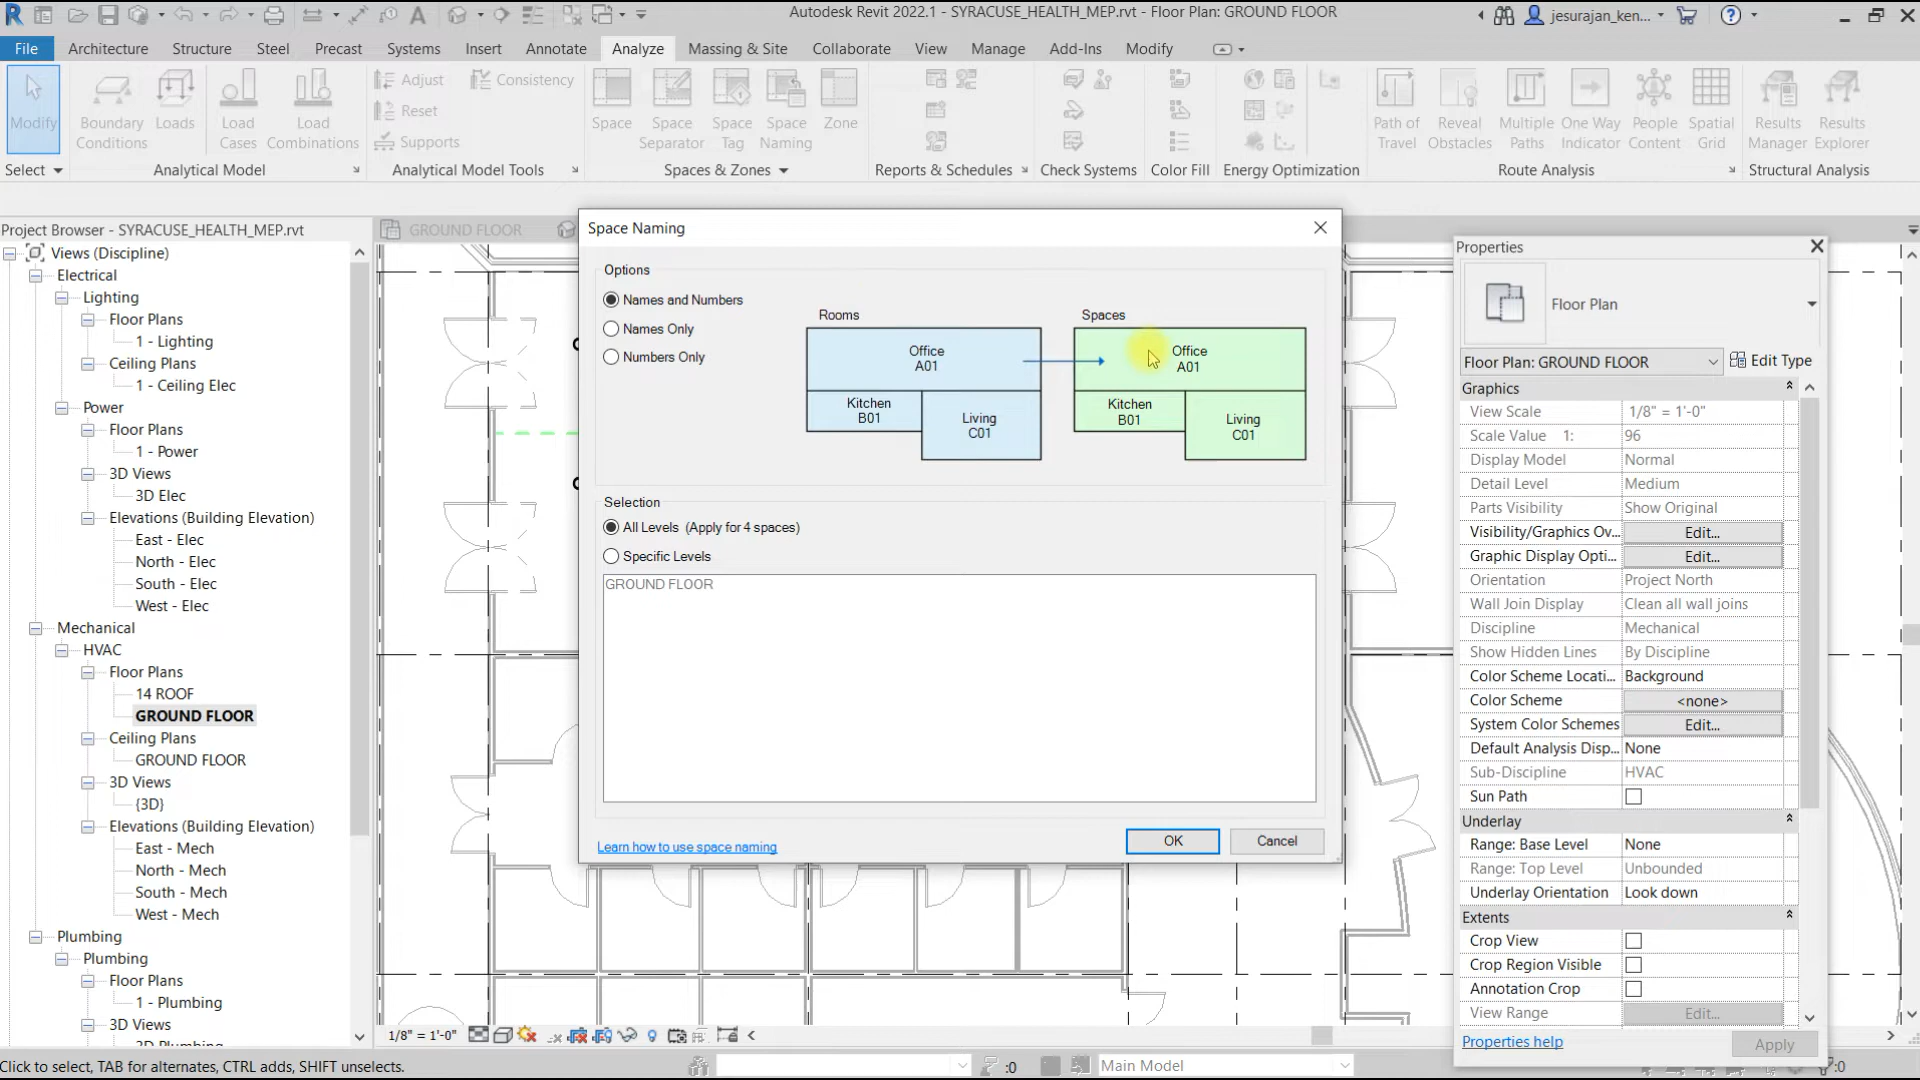 Autodesk Revit 2022.1 - SYRACUSE_HEALTH_MEP.rvt - Floor Plan: GROUND FLOOR
jesurajan_ken...
File Architecture Structure Steel Precast Systems Insert Annotate Analyze Massing & Site Collaborate View Manage Add-Ins Modify
Modify
Boundary Conditions
Loads
Load Cases
Load Combinations
Adjust
Reset
Supports
Consistency
Space
Space Separator
Space Tag
Space Naming
Zone
Path of Travel
Reveal Obstacles
Multiple Paths
One Way Indicator
People Content
Spatial Grid
Results Manager
Results Explorer
Select Analytical Model Analytical Model Tools Spaces & Zones Reports & Schedules Check Systems Color Fill Energy Optimization Route Analysis Structural Analysis
Project Browser - SYRACUSE_HEALTH_MEP.rvt
Views (Discipline)
Electrical
Lighting
Floor Plans
1 - Lighting
Ceiling Plans
1 - Ceiling Elec
Power
Floor Plans
1 - Power
3D Views
3D Elec
Elevations (Building Elevation)
East - Elec
North - Elec
South - Elec
West - Elec
Mechanical
HVAC
Floor Plans
14 ROOF
GROUND FLOOR
Ceiling Plans
GROUND FLOOR
3D Views
{3D}
Elevations (Building Elevation)
East - Mech
North - Mech
South - Mech
West - Mech
Plumbing
Plumbing
Floor Plans
1 - Plumbing
3D Views
3D Plumbing
GROUND FLOOR
Space Naming
Options
Names and Numbers
Names Only
Numbers Only
Rooms
Office
A01
Kitchen
B01
Living
C01
Spaces
Office
A01
Kitchen
B01
Living
C01
Selection
All Levels (Apply for 4 spaces)
Specific Levels
GROUND FLOOR
Learn how to use space naming
OK
Cancel
Properties
Floor Plan
Floor Plan: GROUND FLOOR Edit Type
Graphics
View Scale 1/8" = 1'-0"
Scale Value 1: 96
Display Model Normal
Detail Level Medium
Parts Visibility Show Original
Visibility/Graphics Ov... Edit...
Graphic Display Opti... Edit...
Orientation Project North
Wall Join Display Clean all wall joins
Discipline Mechanical
Show Hidden Lines By Discipline
Color Scheme Locati... Background
Color Scheme <none>
System Color Schemes Edit...
Default Analysis Disp... None
Sub-Discipline HVAC
Sun Path
Underlay
Range: Base Level None
Range: Top Level Unbounded
Underlay Orientation Look down
Extents
Crop View
Crop Region Visible
Annotation Crop
View Range Edit...
Properties help
Apply
1/8" = 1'-0"
Click to select, TAB for alternates, CTRL adds, SHIFT unselects.
:0
Main Model
:0